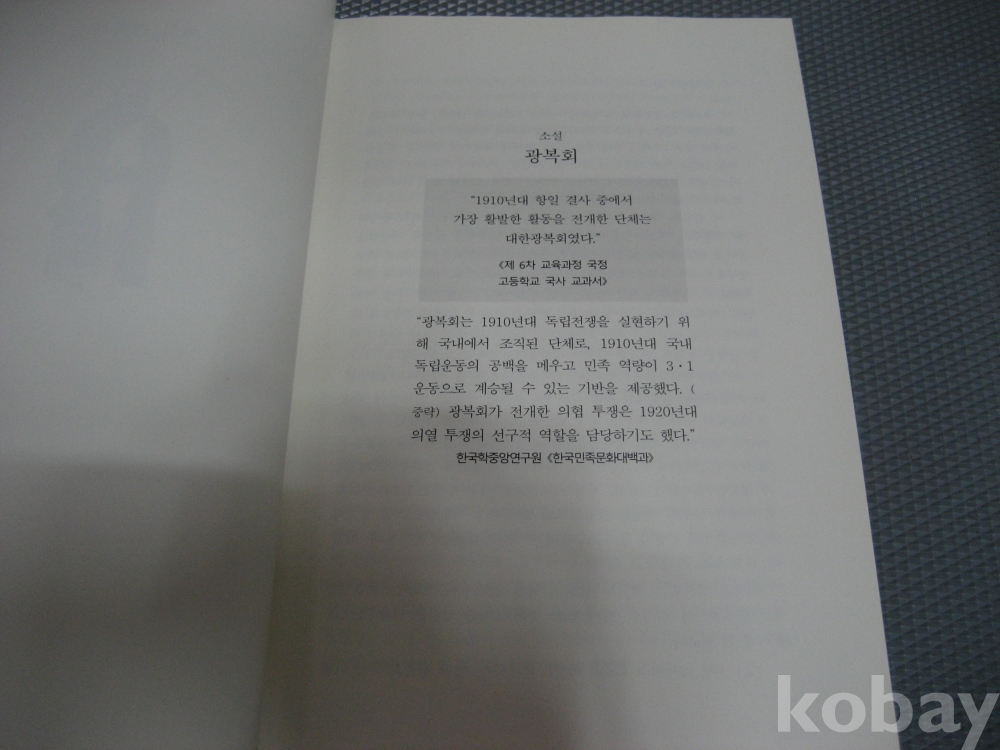 소설
광복회
"1910년대 항일 결사 중에서
가장 활발한 활동을 전개한 단체는
대한광복회였다."
《제 6차 교육과정 국정
고등학교 국사 교과서》
"광복회는 1910년대 독립전쟁을 실현하기 위
해 국내에서 조직된 단체로, 1910년대 국내
독립운동의 공백을 메우고 민족 역량이 3·1
운동으로 계승될 수 있는 기반을 제공했다. (
중략) 광복회가 전개한 의협 투쟁은 1920년대
의열 투쟁의 선구적 역할을 담당하기도 했다."
한국학중앙연구원 《한국민족문화대백과》
kobay